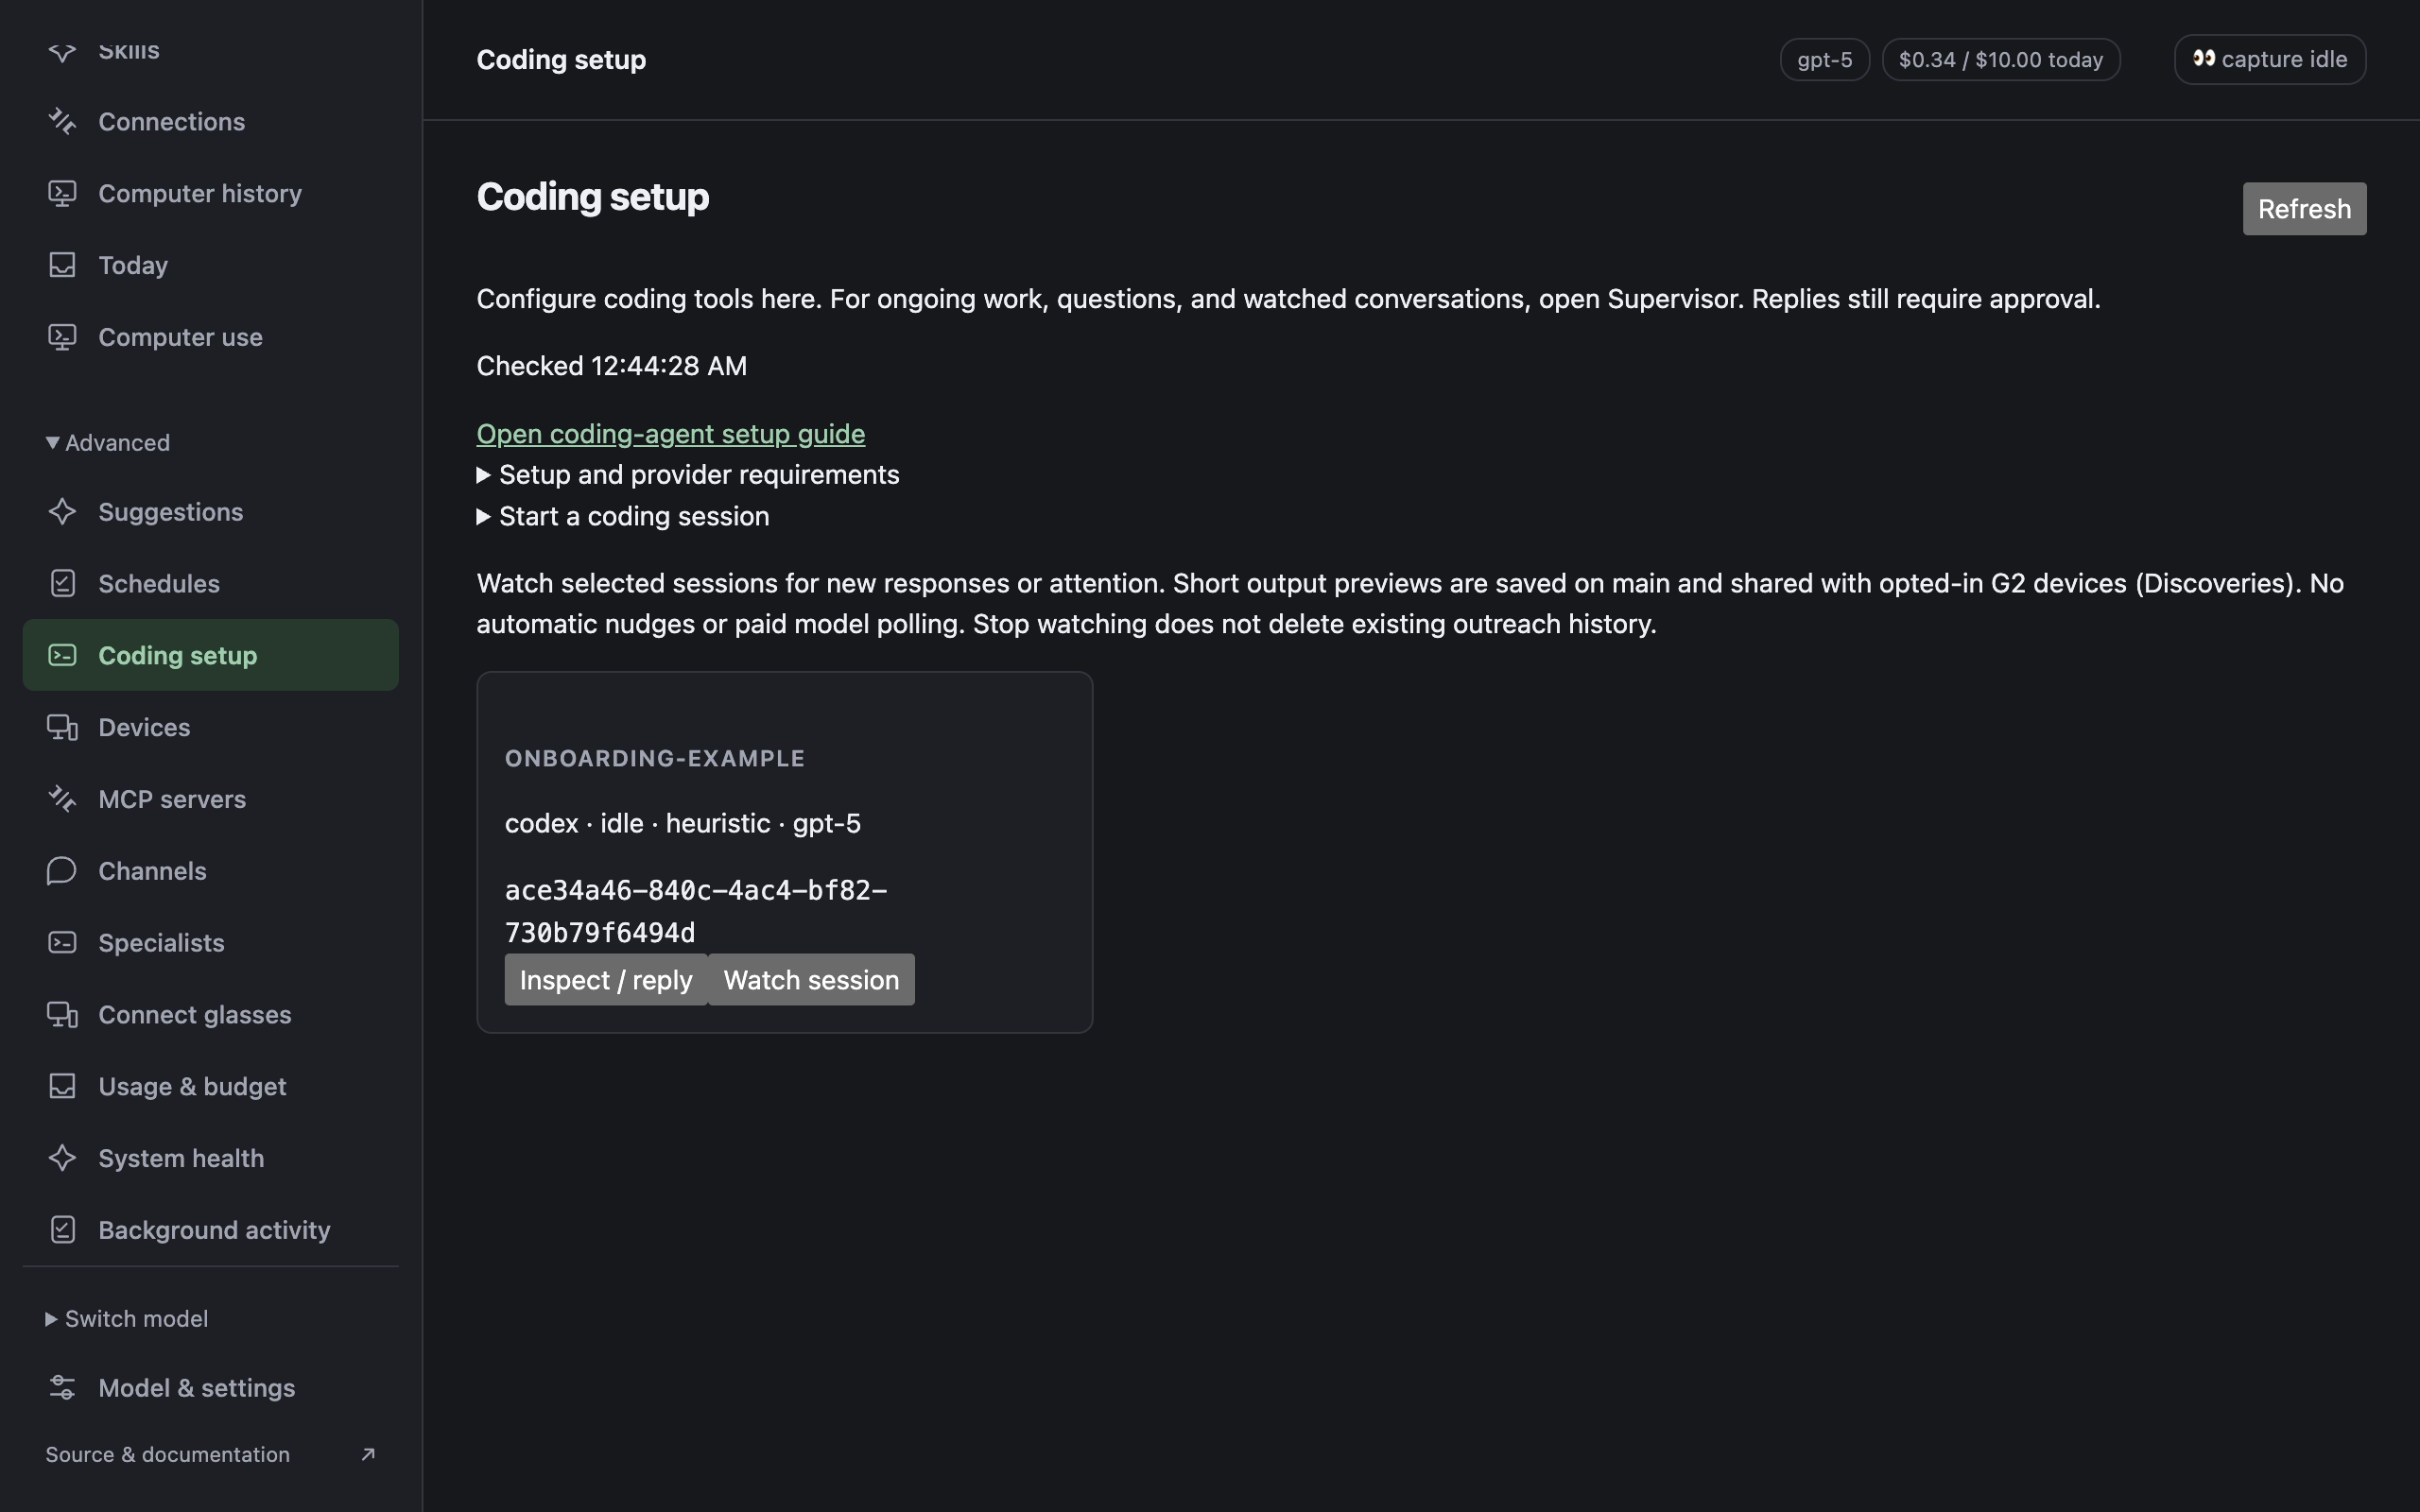 Skills
Connections
Computer history
Today
Computer use
Advanced
Suggestions
Schedules
Coding setup
Devices
MCP servers
Channels
Specialists
Connect glasses
Usage & budget
System health
Background activity
Switch model
Model & settings
Source & documentation
Coding setup
gpt-5
$0.34 / $10.00 today
capture idle
Coding setup
Refresh
Configure coding tools here. For ongoing work, questions, and watched conversations, open Supervisor. Replies still require approval.
Checked 12:44:28 AM
Open coding-agent setup guide
Setup and provider requirements
Start a coding session
Watch selected sessions for new responses or attention. Short output previews are saved on main and shared with opted-in G2 devices (Discoveries). No
automatic nudges or paid model polling. Stop watching does not delete existing outreach history.
ONBOARDING-EXAMPLE
codex · idle · heuristic · gpt-5
ace34a46-840c-4ac4-bf82-
730b79f6494d
Inspect / reply
Watch session